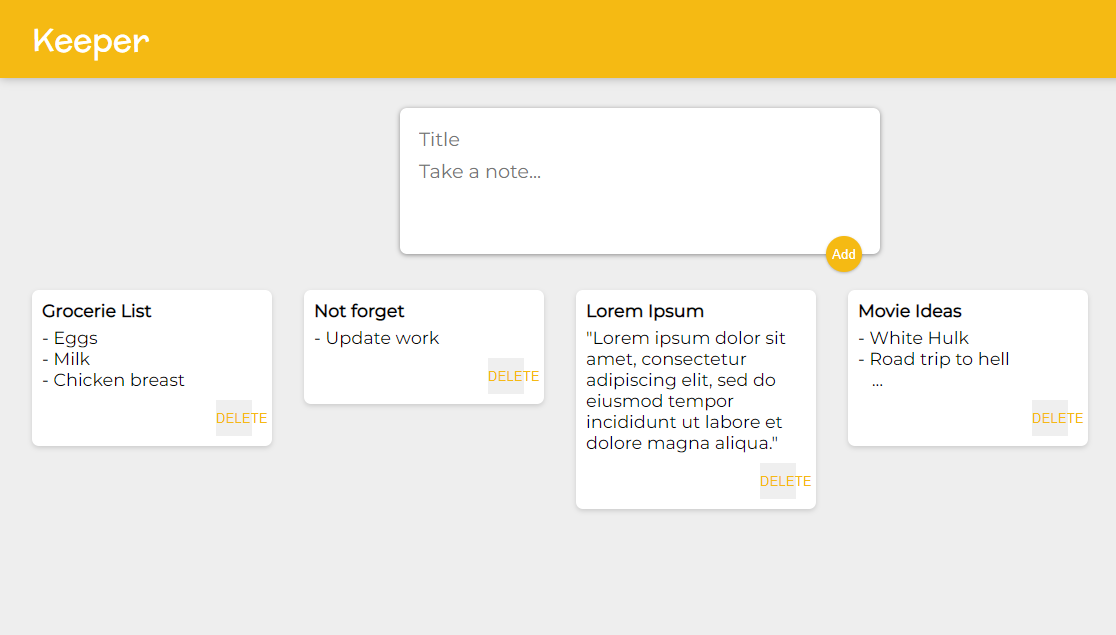 Keeper
Title
Take a note...
Add
Grocerie List
- Eggs
- Milk
- Chicken breast
DELETE
Not forget
- Update work
DELETE
Lorem Ipsum
"Lorem ipsum dolor sit
amet, consectetur
adipiscing elit, sed do
eiusmod tempor
incididunt ut labore et
dolore magna aliqua."
DELETE
Movie Ideas
- White Hulk
- Road trip to hell
...
DELETE